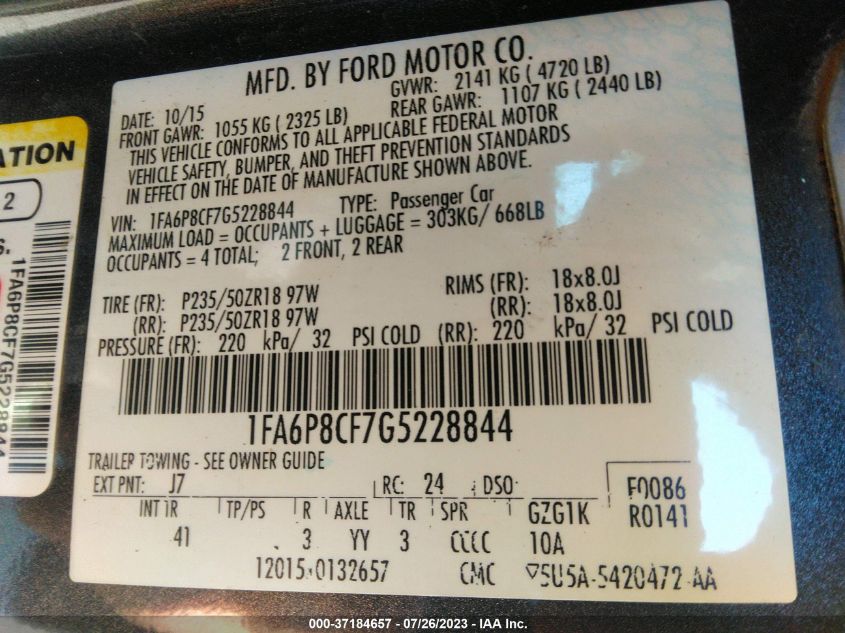 MFD. BY FORD MOTOR CO.
DATE: 10/15 GVWR: 2141 KG ( 4720 LB)
FRONT GAWR: 1055 KG ( 2325 LB) REAR GAWR: 1107 KG ( 2440 LB)
THIS VEHICLE CONFORMS TO ALL APPLICABLE FEDERAL MOTOR
VEHICLE SAFETY, BUMPER, AND THEFT PREVENTION STANDARDS
IN EFFECT ON THE DATE OF MANUFACTURE SHOWN ABOVE.
VIN: 1FA6P8CF7G5228844 TYPE: Passenger Car
MAXIMUM LOAD = OCCUPANTS + LUGGAGE = 303KG/ 668LB
OCCUPANTS = 4 TOTAL; 2 FRONT, 2 REAR
TIRE (FR): P235/50ZR18 97W RIMS (FR): 18x8.0J
(RR): P235/50ZR18 97W (RR): 18x8.0J
PRESSURE (FR): 220 kPa/ 32 PSI COLD (RR): 220 kPa/ 32 PSI COLD
1FA6P8CF7G5228844
TRAILER TOWING - SEE OWNER GUIDE
EXT PNT: J7 RC: 24 DSO: F0086
INT TR TP/PS R AXLE TR SPR GZG1K R0141
41 3 YY 3 CCCC 10A
12015 0132657 CMC 5U5A-5420472-AA
ATION
2
S.
1FA6P8CF7G5228844
000-37184657 - 07/26/2023 - IAA Inc.